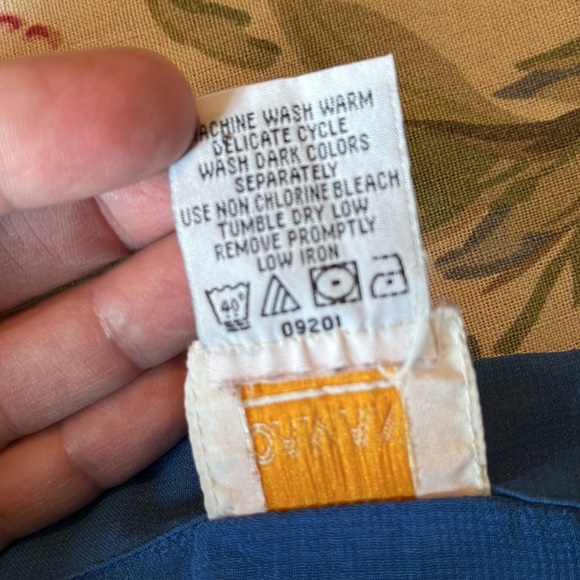 MACHINE WASH WARM
DELICATE CYCLE
WASH DARK COLORS
SEPARATELY
USE NON CHLORINE BLEACH
TUMBLE DRY LOW
REMOVE PROMPTLY
LOW IRON
40°
09201